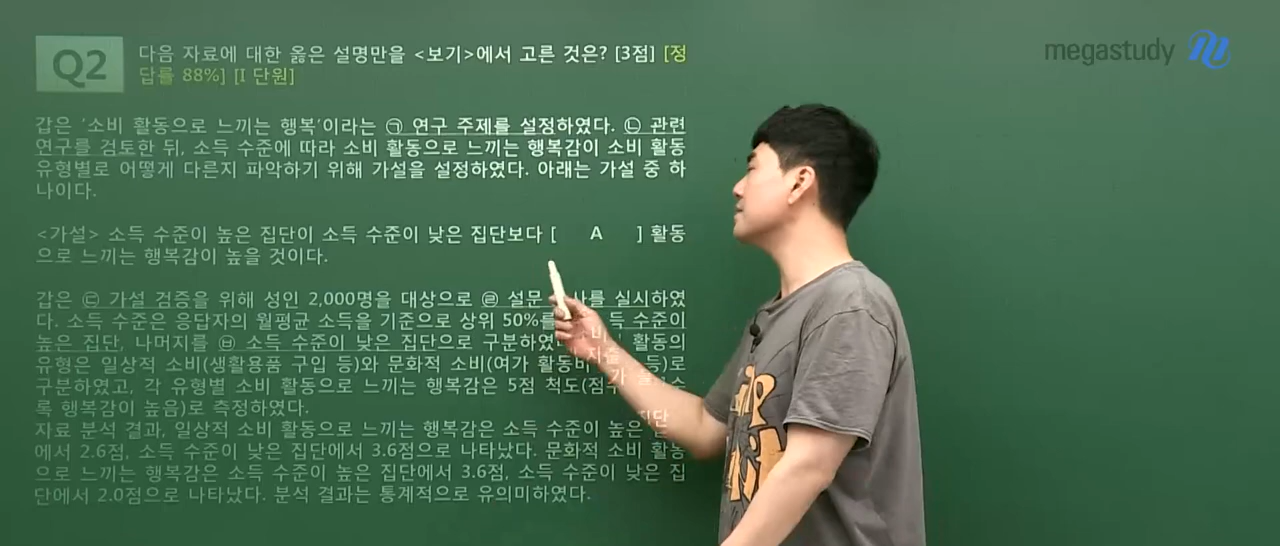 megastudy
Q2
다음 자료에 대한 옳은 설명만을 <보기>에서 고른 것은? [3점] [정
답률 88%] [I 단원]
갑은 '소비 활동으로 느끼는 행복'이라는 ㉠ 연구 주제를 설정하였다. ㉡ 관련
연구를 검토한 뒤, 소득 수준에 따라 소비 활동으로 느끼는 행복감이 소비 활동
유형별로 어떻게 다른지 파악하기 위해 가설을 설정하였다. 아래는 가설 중 하
나이다.
<가설> 소득 수준이 높은 집단이 소득 수준이 낮은 집단보다 [ A ] 활동
으로 느끼는 행복감이 높을 것이다.
갑은 ㉢ 가설 검증을 위해 성인 2,000명을 대상으로 ㉣ 설문 사를 실시하였
다. 소득 수준은 응답자의 월평균 소득을 기준으로 상위 50%를 득 수준이
높은 집단, 나머지를 ㉥ 소득 수준이 낮은 집단으로 구분하였 비 활동의
유형은 일상적 소비(생활용품 구입 등)와 문화적 소비(여가 활동비 지출 등)로
구분하였고, 각 유형별 소비 활동으로 느끼는 행복감은 5점 척도(점수가 수
록 행복감이 높음)로 측정하였다.
자료 분석 결과, 일상적 소비 활동으로 느끼는 행복감은 소득 수준이 높은 집단
에서 2.6점, 소득 수준이 낮은 집단에서 3.6점으로 나타났다. 문화적 소비 활동
으로 느끼는 행복감은 소득 수준이 높은 집단에서 3.6점, 소득 수준이 낮은 집
단에서 2.0점으로 나타났다. 분석 결과는 통계적으로 유의미하였다.